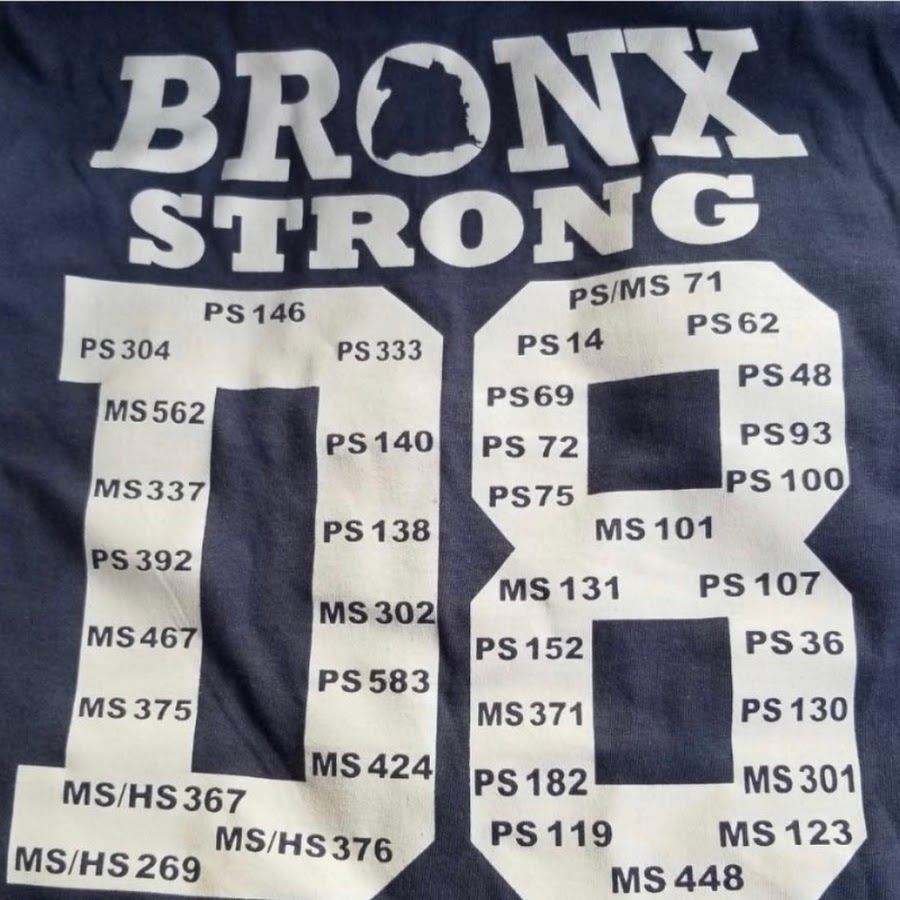 BRONX
STRONG
D8
PS 146
PS 304
PS 333
MS 562
PS 140
MS 337
PS 138
PS 392
MS 302
MS 467
PS 583
MS 375
MS 424
MS/HS 367
MS/HS 376
MS/HS 269
PS/MS 71
PS 62
PS 14
PS 48
PS 69
PS 93
PS 72
PS 100
PS 75
MS 101
MS 131
PS 107
PS 152
PS 36
MS 371
PS 130
PS 182
MS 301
PS 119
MS 123
MS 448